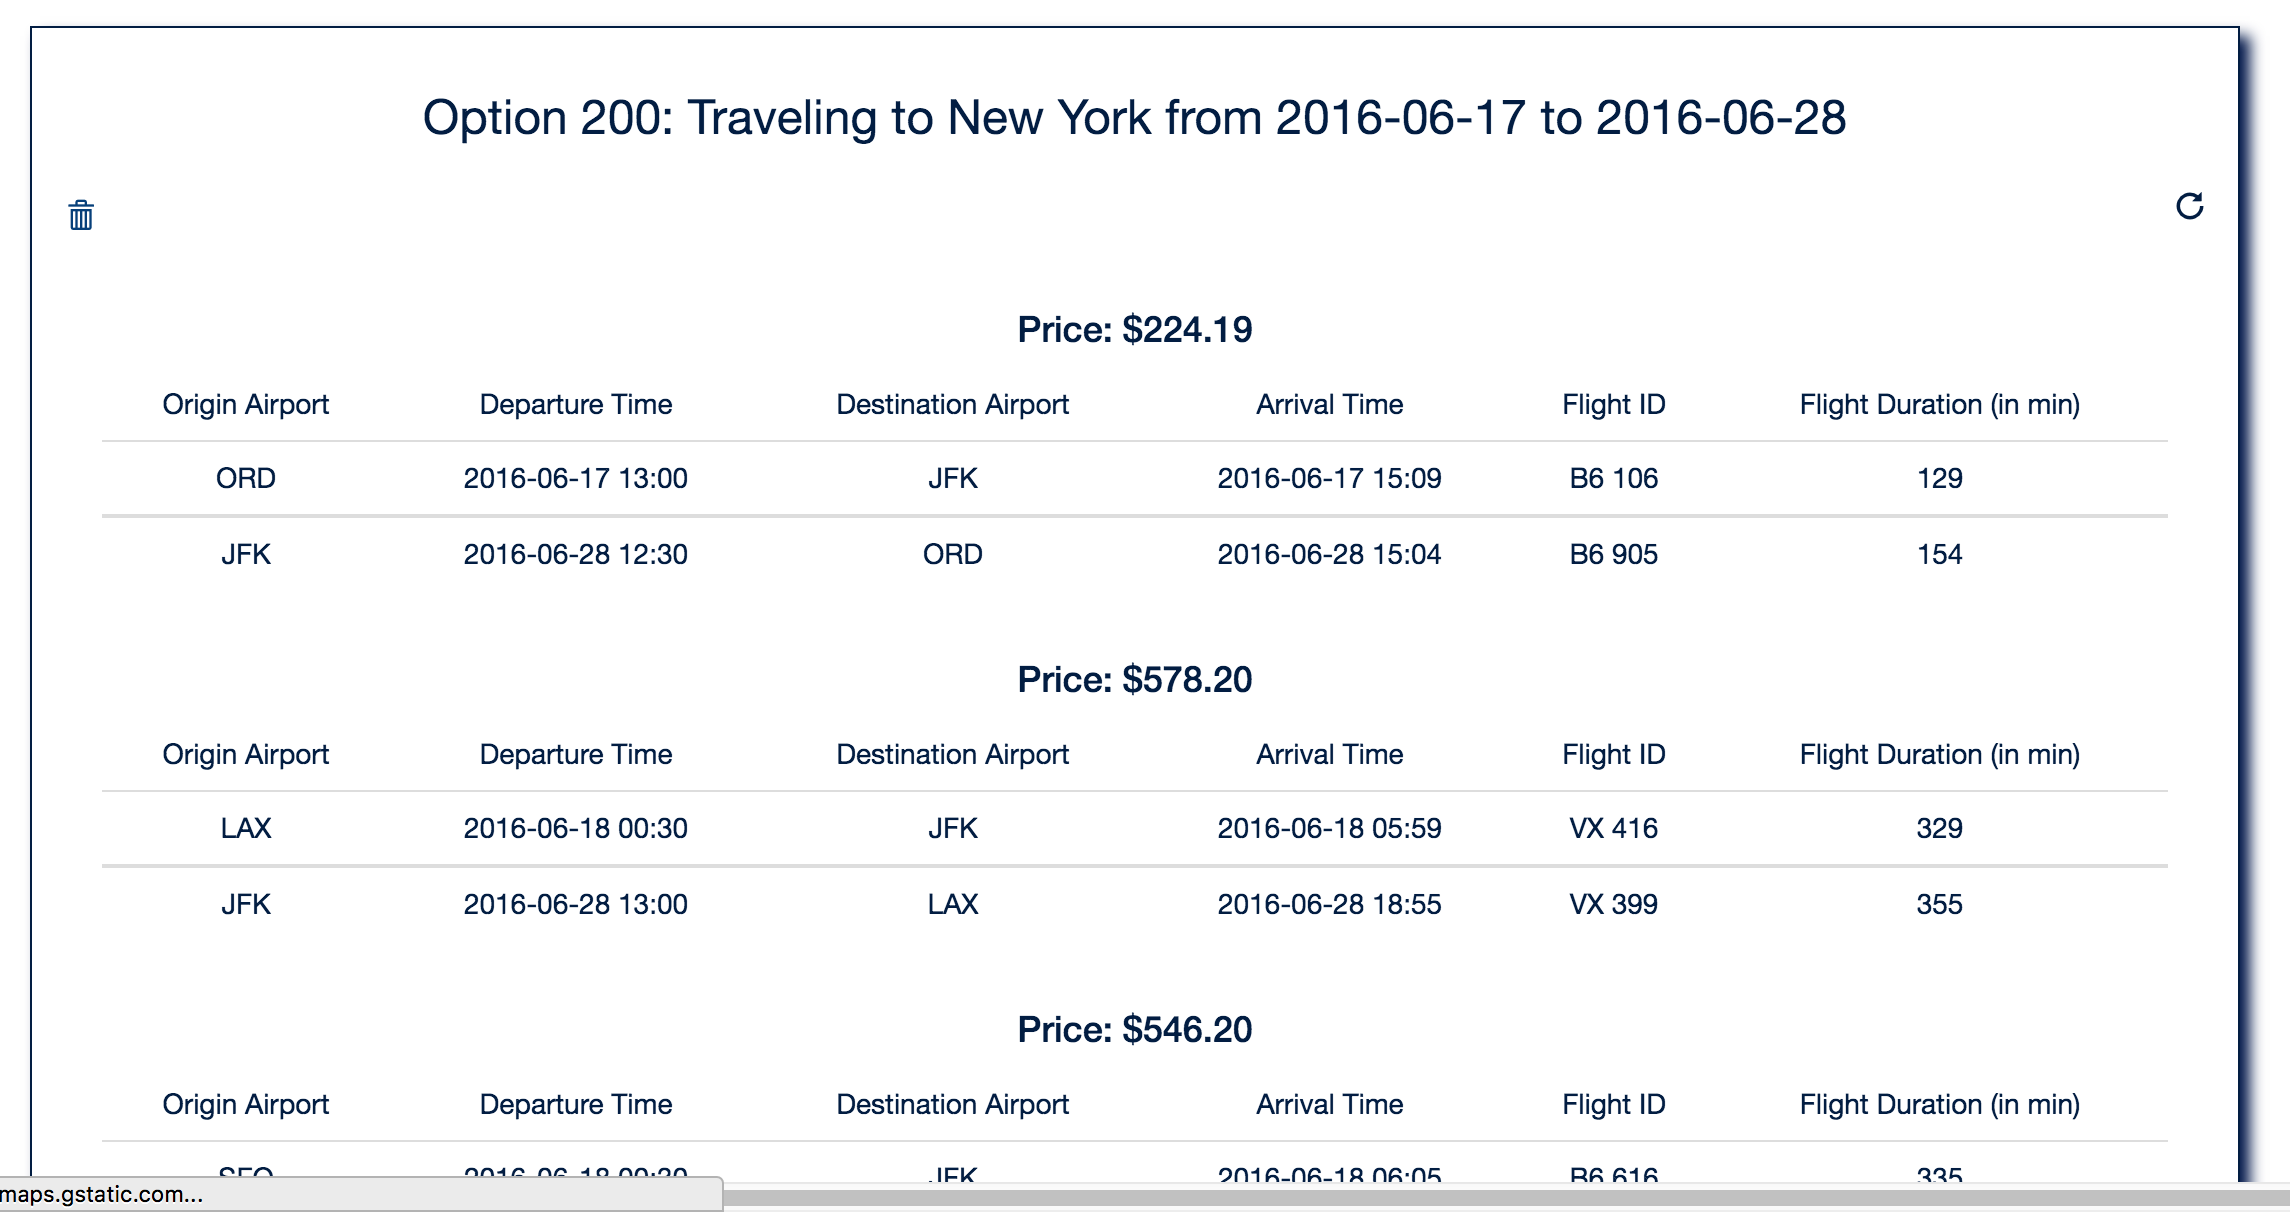 Option 200: Traveling to New York from 2016-06-17 to 2016-06-28
Price: $224.19
Origin Airport Departure Time Destination Airport Arrival Time Flight ID Flight Duration (in min)
ORD 2016-06-17 13:00 JFK 2016-06-17 15:09 B6 106 129
JFK 2016-06-28 12:30 ORD 2016-06-28 15:04 B6 905 154
Price: $578.20
Origin Airport Departure Time Destination Airport Arrival Time Flight ID Flight Duration (in min)
LAX 2016-06-18 00:30 JFK 2016-06-18 05:59 VX 416 329
JFK 2016-06-28 13:00 LAX 2016-06-28 18:55 VX 399 355
Price: $546.20
Origin Airport Departure Time Destination Airport Arrival Time Flight ID Flight Duration (in min)
SFO 2016-06-18 00:30 JFK 2016-06-18 06:05 B6 616 335
maps.gstatic.com...